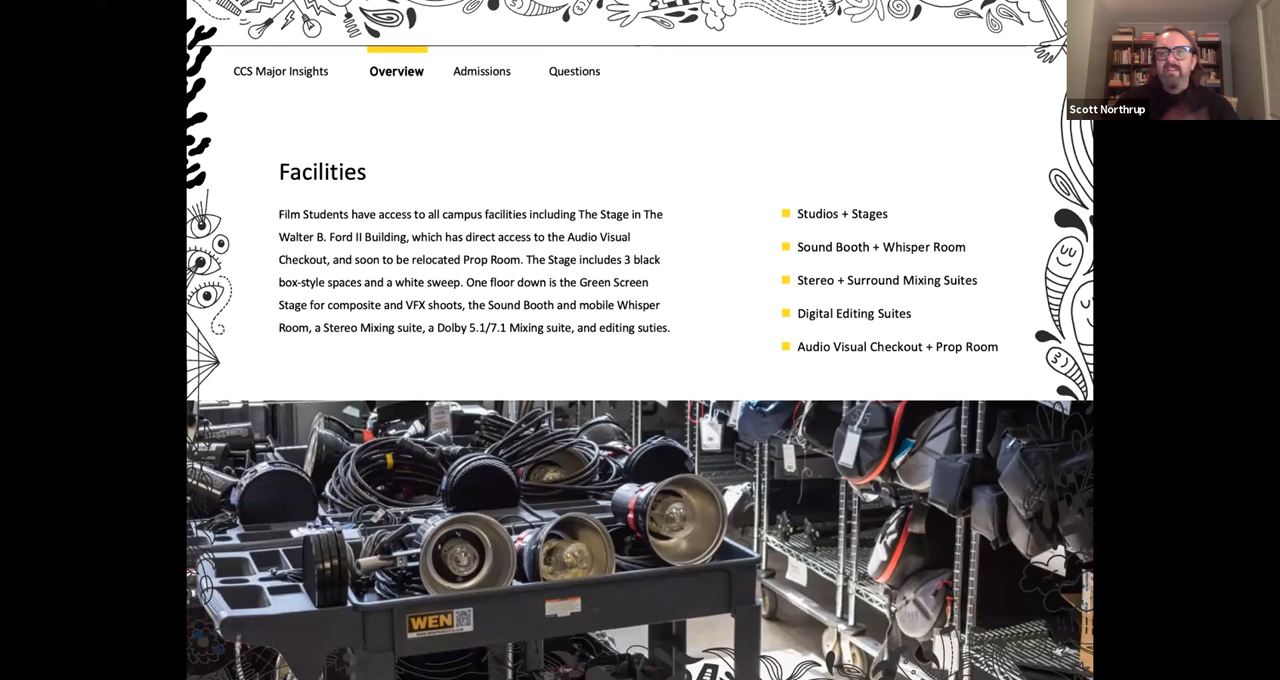 CCS Major Insights
Overview
Admissions
Questions
Scott Northrup
Facilities
Film Students have access to all campus facilities including The Stage in The
Walter B. Ford II Building, which has direct access to the Audio Visual
Checkout, and soon to be relocated Prop Room. The Stage includes 3 black
box-style spaces and a white sweep. One floor down is the Green Screen
Stage for composite and VFX shoots, the Sound Booth and mobile Whisper
Room, a Stereo Mixing suite, a Dolby 5.1/7.1 Mixing suite, and editing suties.
Studios + Stages
Sound Booth + Whisper Room
Stereo + Surround Mixing Suites
Digital Editing Suites
Audio Visual Checkout + Prop Room
WEN